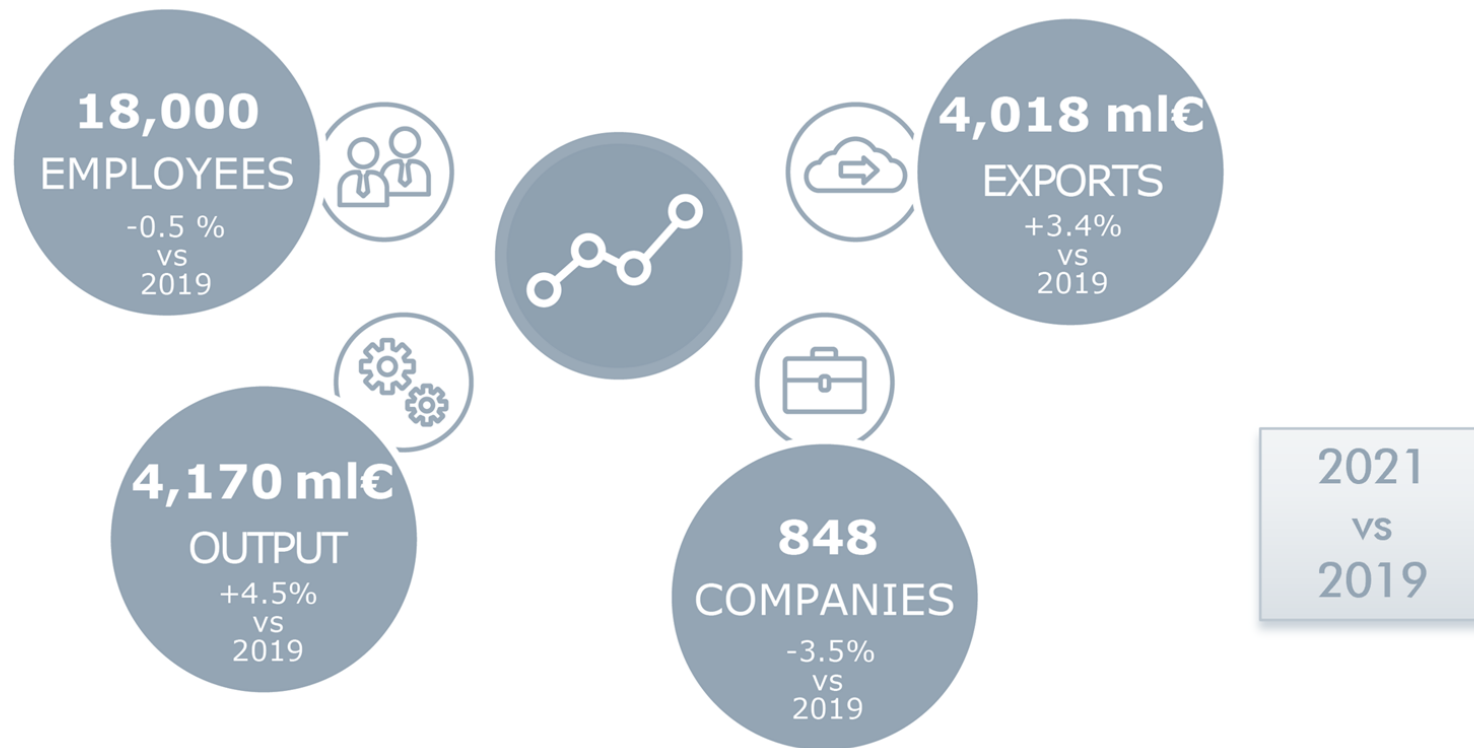 18,000
EMPLOYEES
-0.5 %
vs
2019
4,018 ml€
EXPORTS
+3.4%
vs
2019
4,170 ml€
OUTPUT
+4.5%
vs
2019
848
COMPANIES
-3.5%
vs
2019
2021
vs
2019